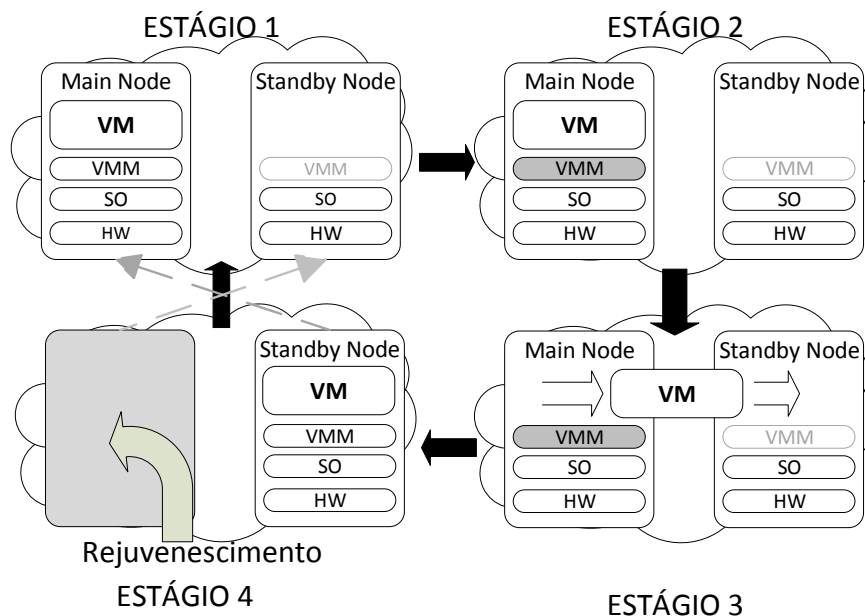 ESTÁGIO 1
Main Node
VM
VMM
SO
HW
Standby Node
VMM
SO
HW
ESTÁGIO 2
Main Node
VM
VMM
SO
HW
Standby Node
VMM
SO
HW
Rejuvenescimento
Standby Node
VM
VMM
SO
HW
ESTÁGIO 4
Main Node
VM
VMM
SO
HW
Standby Node
VMM
SO
HW
ESTÁGIO 3